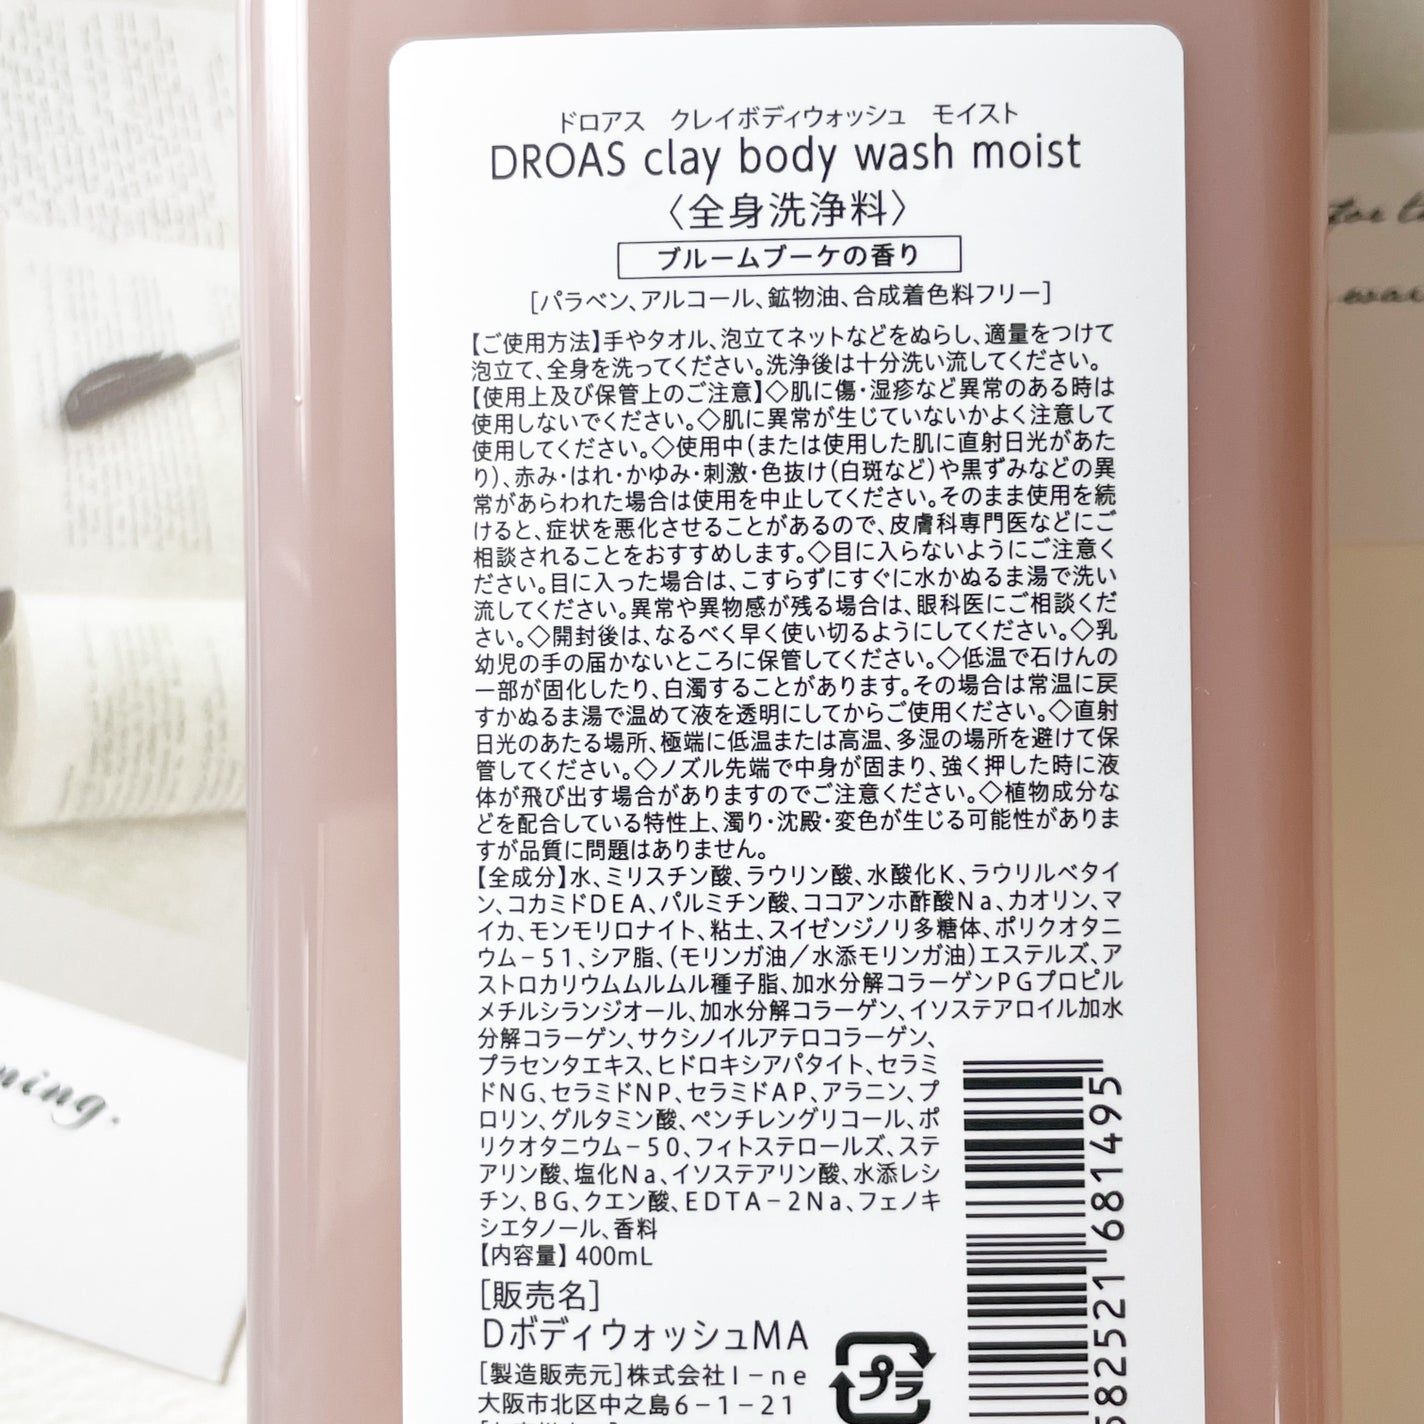 ドロアス クレイボディウォッシュ モイスト
DROAS clay body wash moist
〈全身洗浄料〉
ブルームブーケの香り
[パラベン、アルコール、鉱物油、合成着色料フリー]
【ご使用方法】手やタオル、泡立てネットなどをぬらし、適量をつけて
泡立て、全身を洗ってください。洗浄後は十分洗い流してください。
【使用上及び保管上のご注意】◇肌に傷・湿疹など異常のある時は
使用しないでください。◇肌に異常が生じていないかよく注意して
使用してください。◇使用中(または使用した肌に直射日光があた
り)、赤み・はれ・かゆみ・刺激・色抜け(白斑など)や黒ずみなどの異
常があらわれた場合は使用を中止してください。そのまま使用を続
けると、症状を悪化させることがあるので、皮膚科専門医などにご
相談されることをおすすめします。◇目に入らないようにご注意く
ださい。目に入った場合は、こすらずにすぐに水かぬるま湯で洗い
流してください。異常や異物感が残る場合は、眼科医にご相談くだ
さい。◇開封後は、なるべく早く使い切るようにしてください。◇乳
幼児の手の届かないところに保管してください。◇低温で石けんの
一部が固化したり、白濁することがあります。その場合は常温に戻
すかぬるま湯で温めて液を透明にしてからご使用ください。◇直射
日光のあたる場所、極端に低温または高温、多湿の場所を避けて保
管してください。◇ノズル先端で中身が固まり、強く押した時に液
体が飛び出す場合がありますのでご注意ください。◇植物成分な
どを配合している特性上、濁り・沈殿・変色が生じる可能性がありま
すが品質に問題はありません。
【全成分】水、ミリスチン酸、ラウリン酸、水酸化K、ラウリルベタイ
ン、コカミドDEA、パルミチン酸、ココアンホ酢酸Na、カオリン、マ
イカ、モンモリロナイト、粘土、スイゼンジノリ多糖体、ポリクオタニ
ウム－51、シア脂、(モリンガ油／水添モリンガ油)エステルズ、ア
ストロカリウムムルムル種子脂、加水分解コラーゲンPGプロピル
メチルシランジオール、加水分解コラーゲン、イソステアロイル加水
分解コラーゲン、サクシノイルアテロコラーゲン、
プラセンタエキス、ヒドロキシアパタイト、セラミ
ドNG、セラミドNP、セラミドAP、アラニン、プ
ロリン、グルタミン酸、ペンチレングリコール、ポ
リクオタニウム－50、フィトステロールズ、ステ
アリン酸、塩化Na、イソステアリン酸、水添レシ
チン、BG、クエン酸、EDTA－2Na、フェノキ
シエタノール、香料
【内容量】400mL
[販売名]
DボディウォッシュMA
[製造販売元]株式会社I-ne
大阪市北区中之島6－1－21
プラ
582521 681495
ning.
for